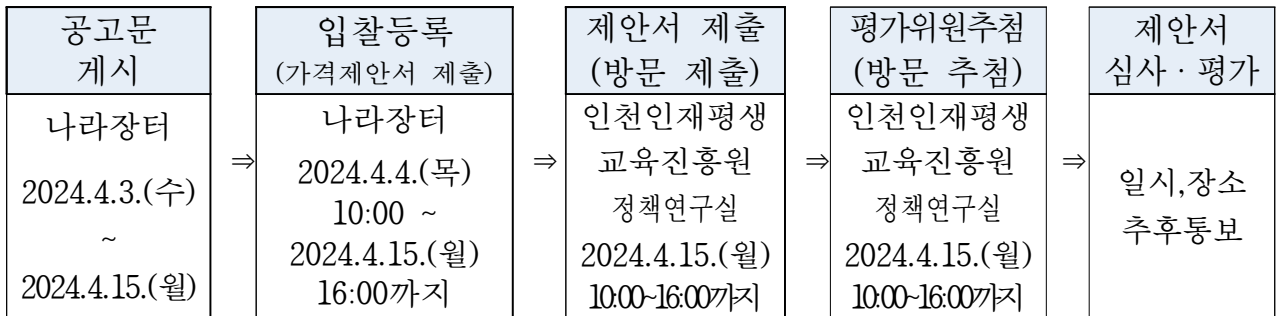 공고문
게시
나라장터
2024.4.3.(수)
~
2024.4.15.(월)
⇒
입찰등록
(가격제안서 제출)
나라장터
2024.4.4.(목)
10:00 ~
2024.4.15.(월)
16:00까지
⇒
제안서 제출
(방문 제출)
인천인재평생
교육진흥원
정책연구실
2024.4.15.(월)
10:00~16:00까지
⇒
평가위원추첨
(방문 추첨)
인천인재평생
교육진흥원
정책연구실
2024.4.15.(월)
10:00~16:00까지
⇒
제안서
심사ㆍ평가
일시,장소
추후통보